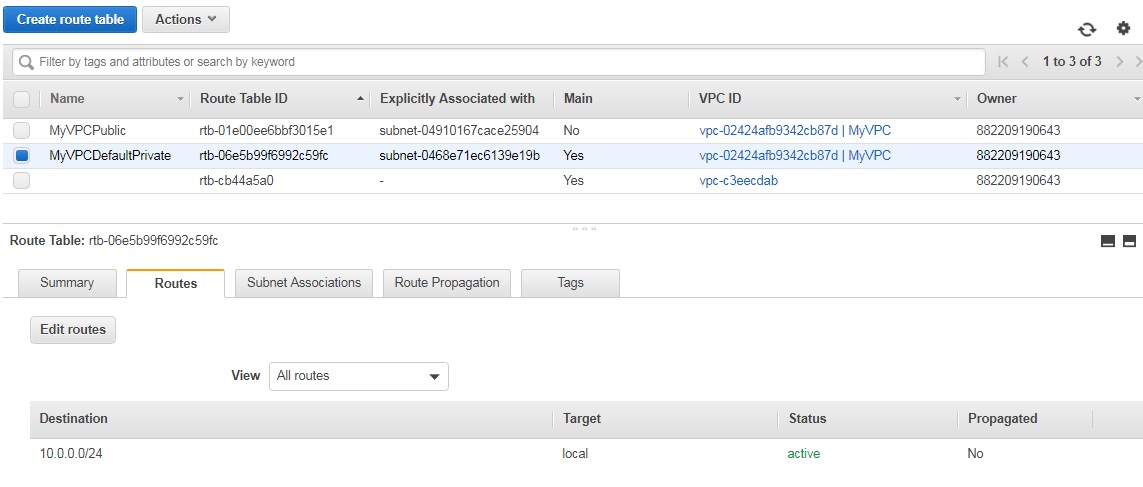 Create route table Actions
Filter by tags and attributes or search by keyword 1 to 3 of 3
Name Route Table ID Explicitly Associated with Main VPC ID Owner
MyVPCPublic rtb-01e00ee6bbf3015e1 subnet-04910167cace25904 No vpc-02424afb9342cb87d | MyVPC 882209190643
MyVPCDefaultPrivate rtb-06e5b99f6992c59fc subnet-0468e71ec6139e19b Yes vpc-02424afb9342cb87d | MyVPC 882209190643
rtb-cb44a5a0 - Yes vpc-c3eecdab 882209190643
Route Table: rtb-06e5b99f6992c59fc
Summary Routes Subnet Associations Route Propagation Tags
Edit routes
View All routes
Destination Target Status Propagated
10.0.0.0/24 local active No